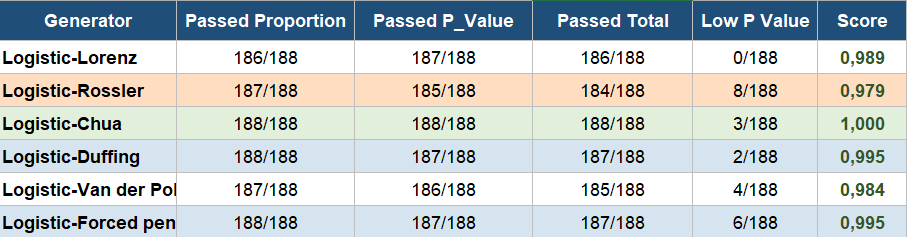 Generator Passed Proportion Passed P_Value Passed Total Low P Value Score
Logistic-Lorenz 186/188 187/188 186/188 0/188 0,989
Logistic-Rossler 187/188 185/188 184/188 8/188 0,979
Logistic-Chua 188/188 188/188 188/188 3/188 1,000
Logistic-Duffing 188/188 187/188 187/188 2/188 0,995
Logistic-Van der Pol 187/188 186/188 185/188 4/188 0,984
Logistic-Forced pen 188/188 187/188 187/188 6/188 0,995